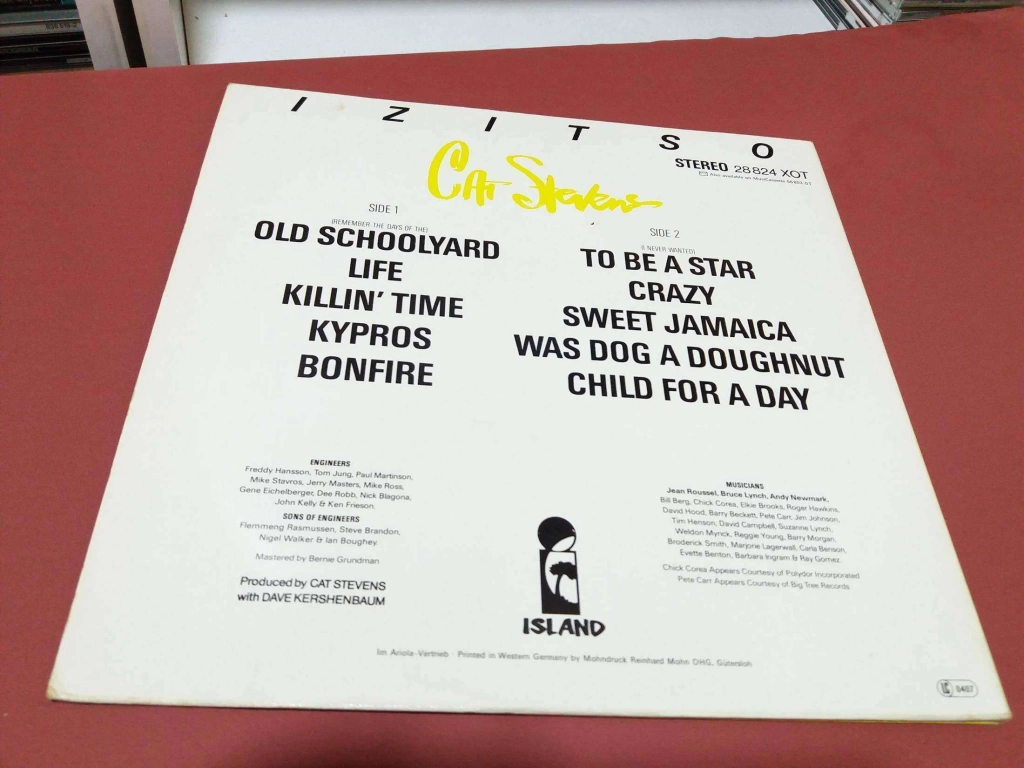 IZITSO
Cat Stevens
STEREO 28 824 XOT
Also available on MusiCassette
SIDE 1
(REMEMBER THE DAYS OF THE)
OLD SCHOOLYARD
LIFE
KILLIN' TIME
KYPROS
BONFIRE
SIDE 2
(I NEVER WANTED)
TO BE A STAR
CRAZY
SWEET JAMAICA
WAS DOG A DOUGHNUT
CHILD FOR A DAY
ENGINEERS
Freddy Hansson, Tom Jung, Paul Martinson,
Mike Stavros, Jerry Masters, Mike Ross,
Gene Eichelberger, Dee Robb, Nick Blagona,
John Kelly & Ken Frieson.
SONS OF ENGINEERS
Flemmeng Rasmussen, Steve Brandon,
Nigel Walker & Ian Boughey.
Mastered by Bernie Grundman
Produced by CAT STEVENS
with DAVE KERSHENBAUM
MUSICIANS
Jean Roussel, Bruce Lynch, Andy Newmark,
Bill Berg, Chick Corea, Elkie Brooks, Roger Hawkins,
David Hood, Barry Beckett, Pete Carr, Jim Johnson,
Tim Henson, David Campbell, Suzanne Lynch,
Weldon Myrick, Reggie Young, Barry Morgan,
Broderick Smith, Marjorie Lagerwall, Carla Benson,
Evette Benton, Barbara Ingram & Ray Gomez.
Chick Corea Appears Courtesy of Polydor Incorporated
Pete Carr Appears Courtesy of Big Tree Records
ISLAND
Im Ariola-Vertrieb · Printed in Western Germany by Mohndruck Reinhard Mohn OHG, Gütersloh
LC 0407